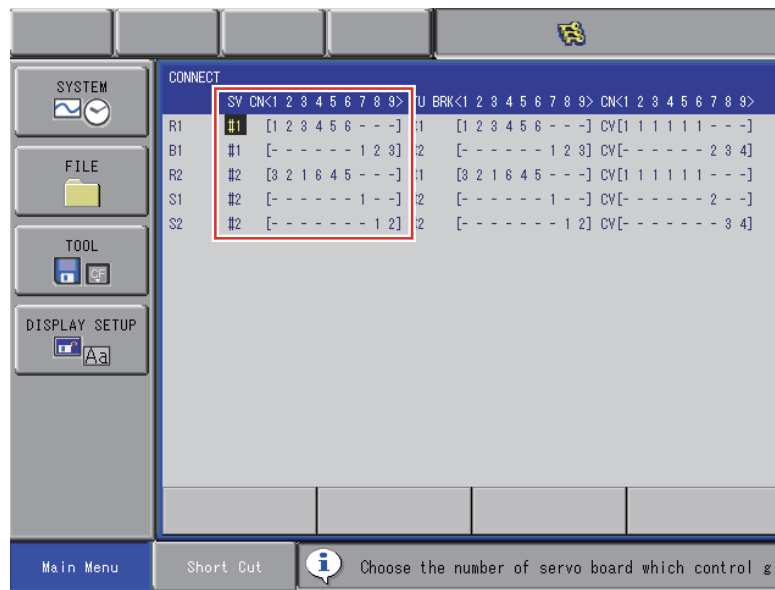 SYSTEM
FILE
TOOL
CF
DISPLAY SETUP
Aa
CONNECT
SV CN<1 2 3 4 5 6 7 8 9> TU BRK<1 2 3 4 5 6 7 8 9> CN<1 2 3 4 5 6 7 8 9>
R1 #1 [1 2 3 4 5 6 - - -] #1 [1 2 3 4 5 6 - - -] CV[1 1 1 1 1 1 - - -]
B1 #1 [- - - - - - 1 2 3] #2 [- - - - - - 1 2 3] CV[- - - - - - 2 3 4]
R2 #2 [3 2 1 6 4 5 - - -] #1 [3 2 1 6 4 5 - - -] CV[1 1 1 1 1 1 - - -]
S1 #2 [- - - - - - 1 - -] #2 [- - - - - - 1 - -] CV[- - - - - - 2 - -]
S2 #2 [- - - - - - - 1 2] #2 [- - - - - - - 1 2] CV[- - - - - - - 3 4]
Main Menu
Short Cut
Choose the number of servo board which control g